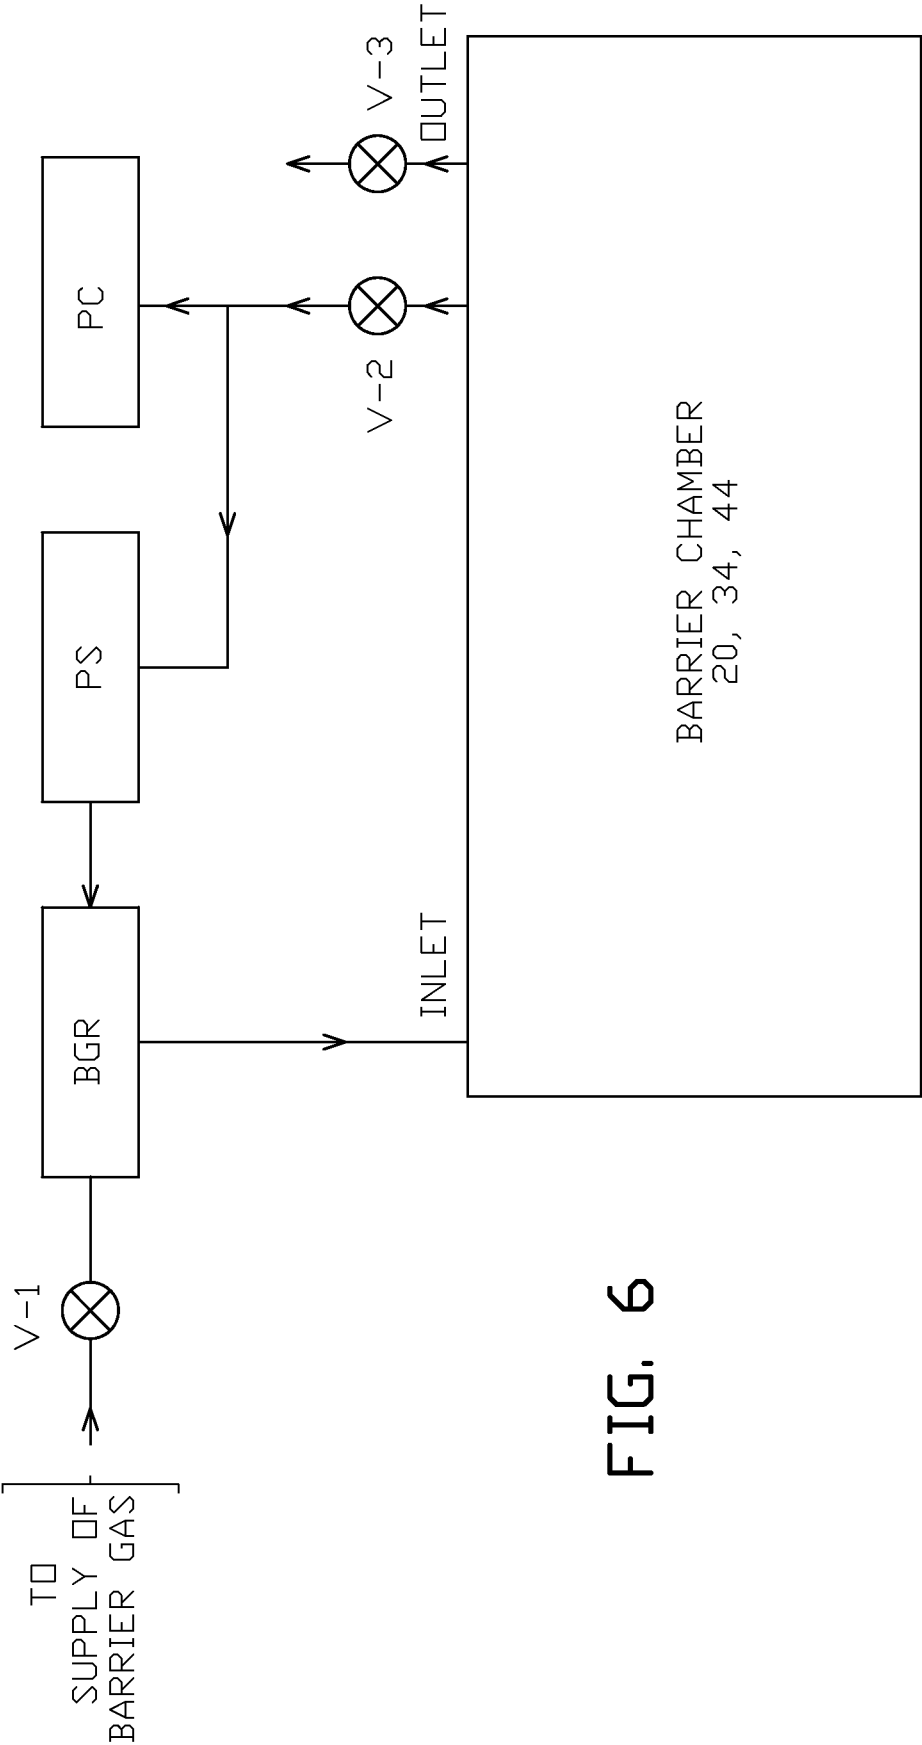 TO
SUPPLY OF
BARRIER GAS
V-1
BGR
PS
PC
INLET
V-2
V-3
OUTLET
BARRIER CHAMBER
20, 34, 44
FIG. 6